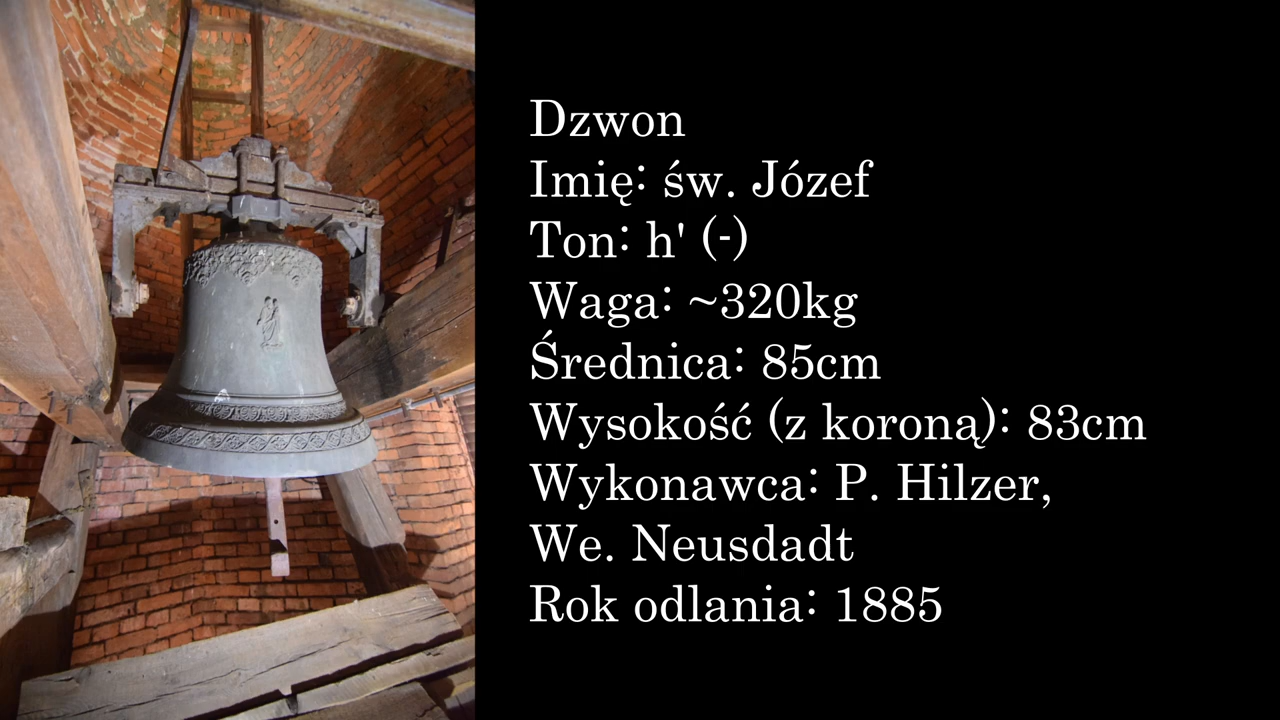 Dzwon
Imię: św. Józef
Ton: h' (-)
Waga: ~320kg
Średnica: 85cm
Wysokość (z koroną): 83cm
Wykonawca: P. Hilzer,
We. Neusdadt
Rok odlania: 1885